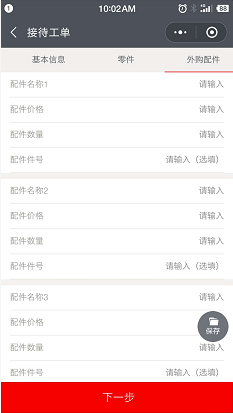 1 10:02AM 88
接待工单
基本信息 零件 外购配件
配件名称1 请输入
配件价格 请输入
配件数量 请输入
配件件号 请输入（选填）
配件名称2 请输入
配件价格 请输入
配件数量 请输入
配件件号 请输入（选填）
配件名称3 请输入
配件价格
保存
配件数量 请输入
配件件号 请输入（选填）
下一步